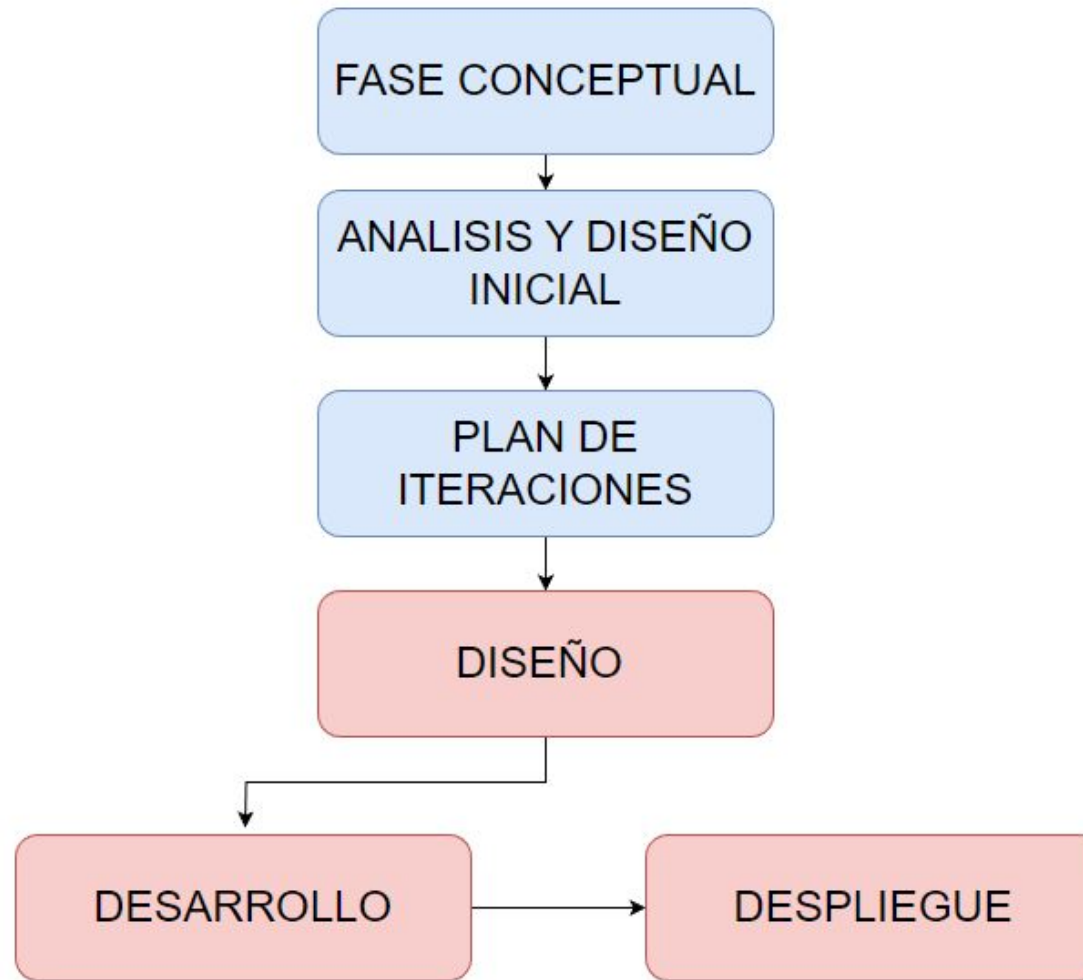 FASE CONCEPTUAL
ANALISIS Y DISEÑO
INICIAL
PLAN DE
ITERACIONES
DISEÑO
DESARROLLO
DESPLIEGUE